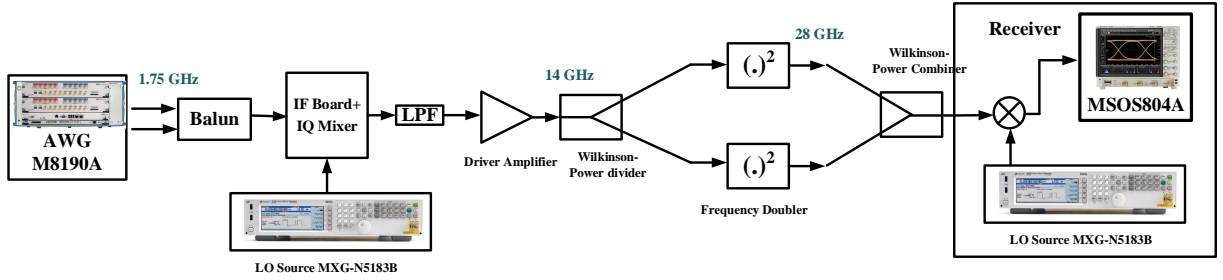 1.75 GHz
AWG
M8190A
Balun
IF Board+
IQ Mixer
LO Source MXG-N5183B
LPF
Driver Amplifier
14 GHz
Wilkinson-
Power divider
(.)²
(.)²
Frequency Doubler
28 GHz
Wilkinson-
Power Combiner
Receiver
MSOS804A
LO Source MXG-N5183B